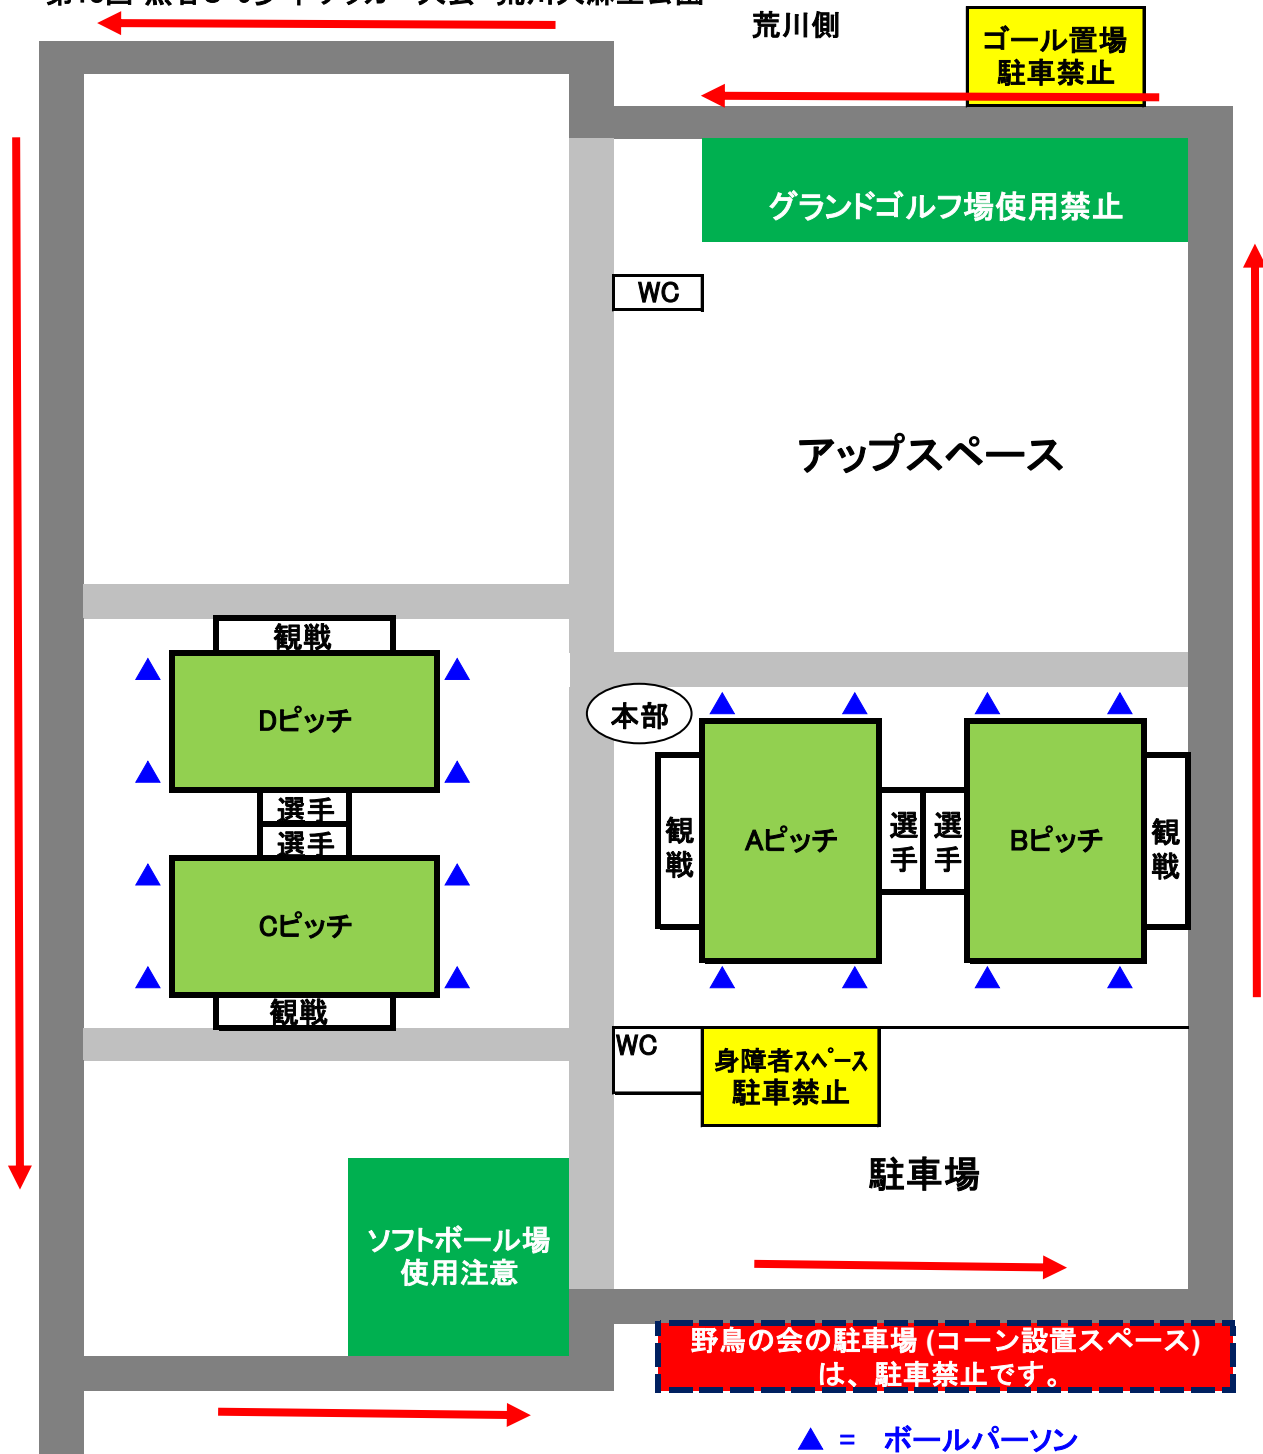 荒川側
ゴール置場
駐車禁止
グランドゴルフ場使用禁止
WC
アップスペース
観戦
Dピッチ
選手
選手
Cピッチ
観戦
本部
観戦
Aピッチ
選手
選手
Bピッチ
観戦
WC
身障者スペース
駐車禁止
駐車場
ソフトボール場
使用注意
野鳥の会の駐車場 (コーン設置スペース)
は、駐車禁止です。
▲ = ボールパーソン